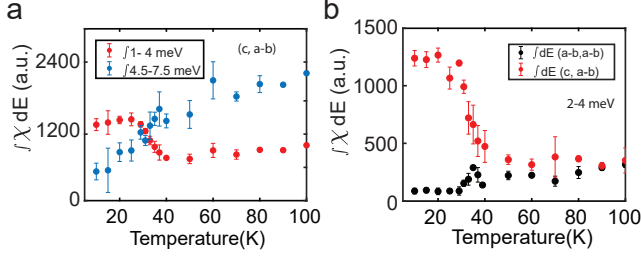 a
∫χ dE (a.u.)
2400
1200
0
∫1- 4 meV
∫4.5-7.5 meV
(c, a-b)
20 40 60 80 100
Temperature(K)
b
∫χ dE (a.u.)
1500
1000
500
0
∫dE (a-b,a-b)
∫dE (c, a-b)
2-4 meV
20 40 60 80 100
Temperature(K)